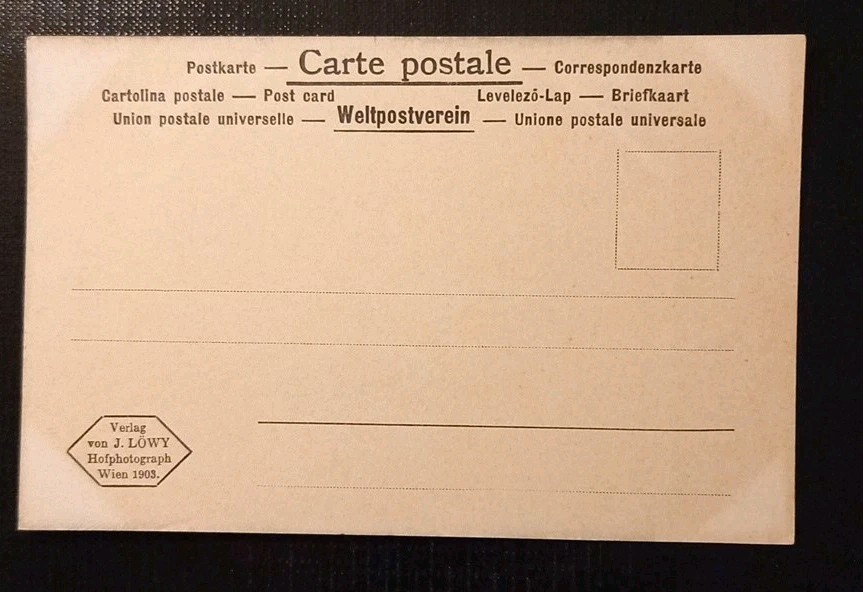 Postkarte — Carte postale — Correspondenzkarte
Cartolina postale — Post card Levelező-Lap — Briefkaart
Union postale universelle — Weltpostverein — Unione postale universale
Verlag
von J. LÖWY
Hofphotograph
Wien 1903.